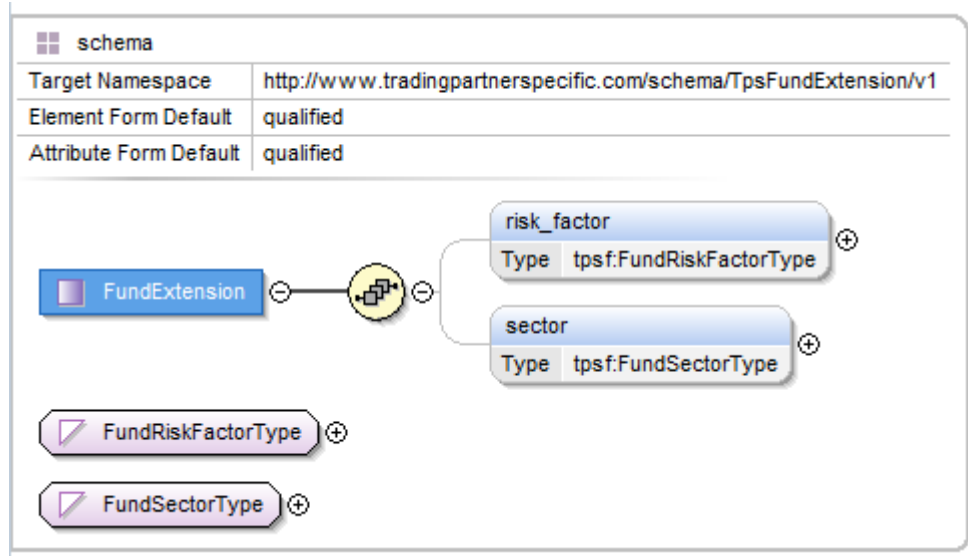 schema
Target Namespace http://www.tradingpartnerspecific.com/schema/TpsFundExtension/v1
Element Form Default qualified
Attribute Form Default qualified
risk_factor
Type tpsf:FundRiskFactorType
FundExtension
sector
Type tpsf:FundSectorType
FundRiskFactorType
FundSectorType